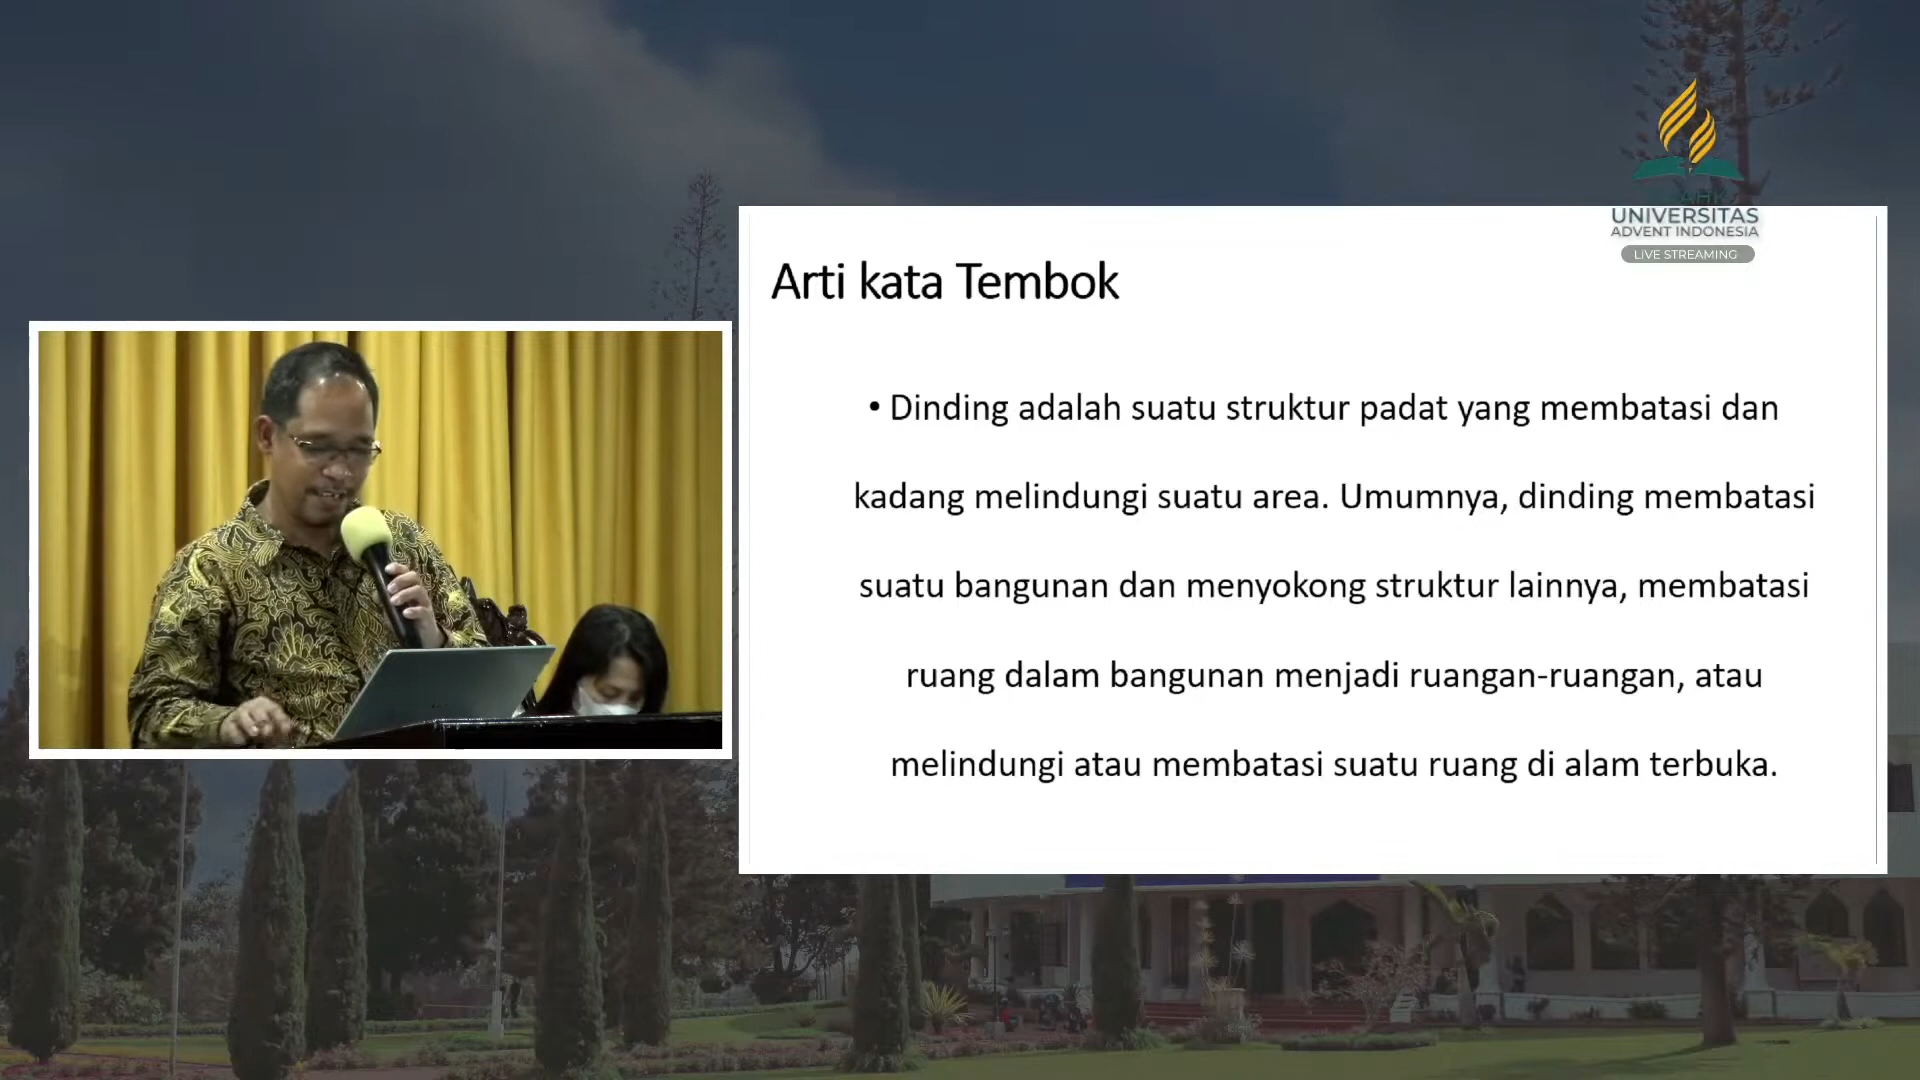 UNIVERSITAS
ADVENT INDONESIA
LIVE STREAMING
Arti kata Tembok
• Dinding adalah suatu struktur padat yang membatasi dan
kadang melindungi suatu area. Umumnya, dinding membatasi
suatu bangunan dan menyokong struktur lainnya, membatasi
ruang dalam bangunan menjadi ruangan-ruangan, atau
melindungi atau membatasi suatu ruang di alam terbuka.